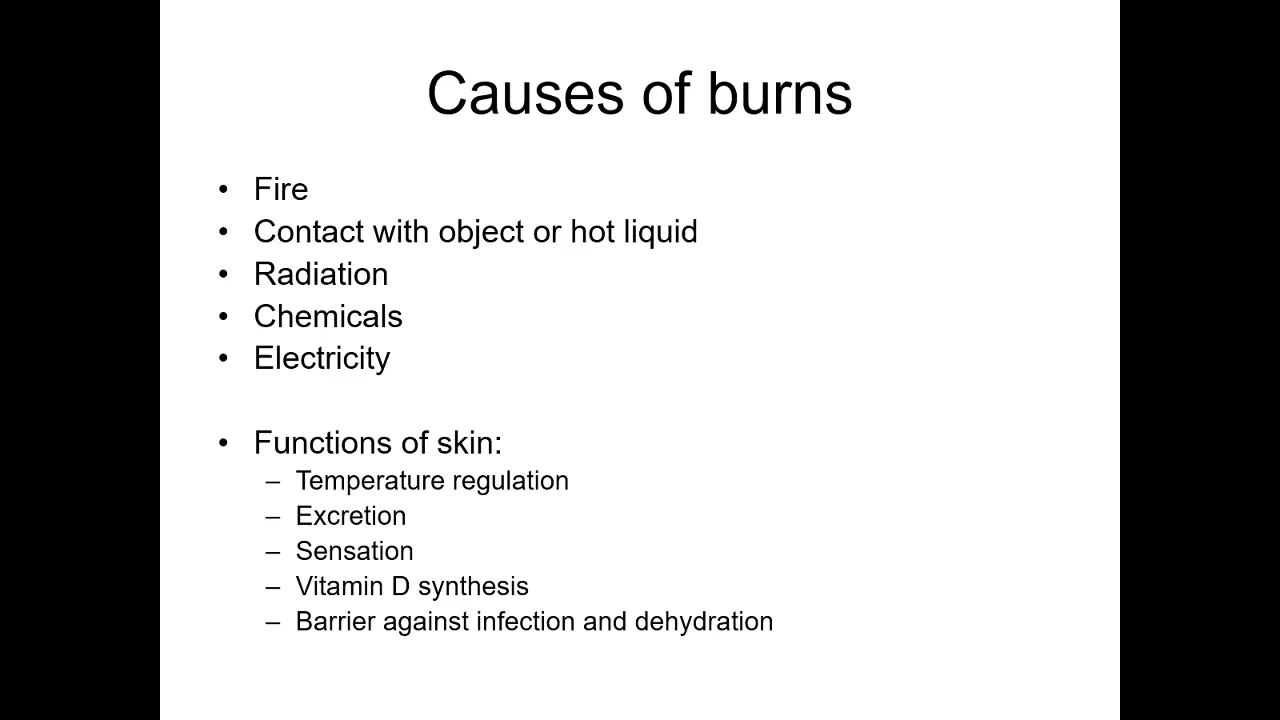 Causes of burns
• Fire
• Contact with object or hot liquid
• Radiation
• Chemicals
• Electricity
• Functions of skin:
– Temperature regulation
– Excretion
– Sensation
– Vitamin D synthesis
– Barrier against infection and dehydration